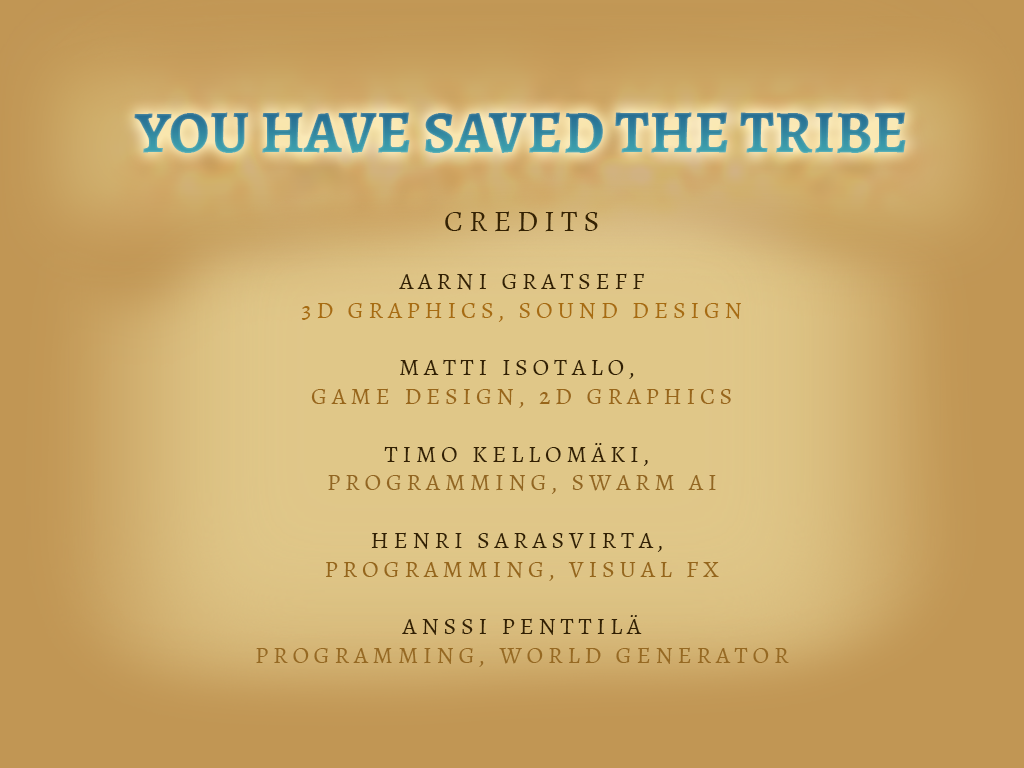 YOU HAVE SAVED THE TRIBE
CREDITS
AARNI GRATSEFF
3D GRAPHICS, SOUND DESIGN
MATTI ISOTALO,
GAME DESIGN, 2D GRAPHICS
TIMO KELLOMÄKI,
PROGRAMMING, SWARM AI
HENRI SARASVIRTA,
PROGRAMMING, VISUAL FX
ANSSI PENTTILÄ
PROGRAMMING, WORLD GENERATOR